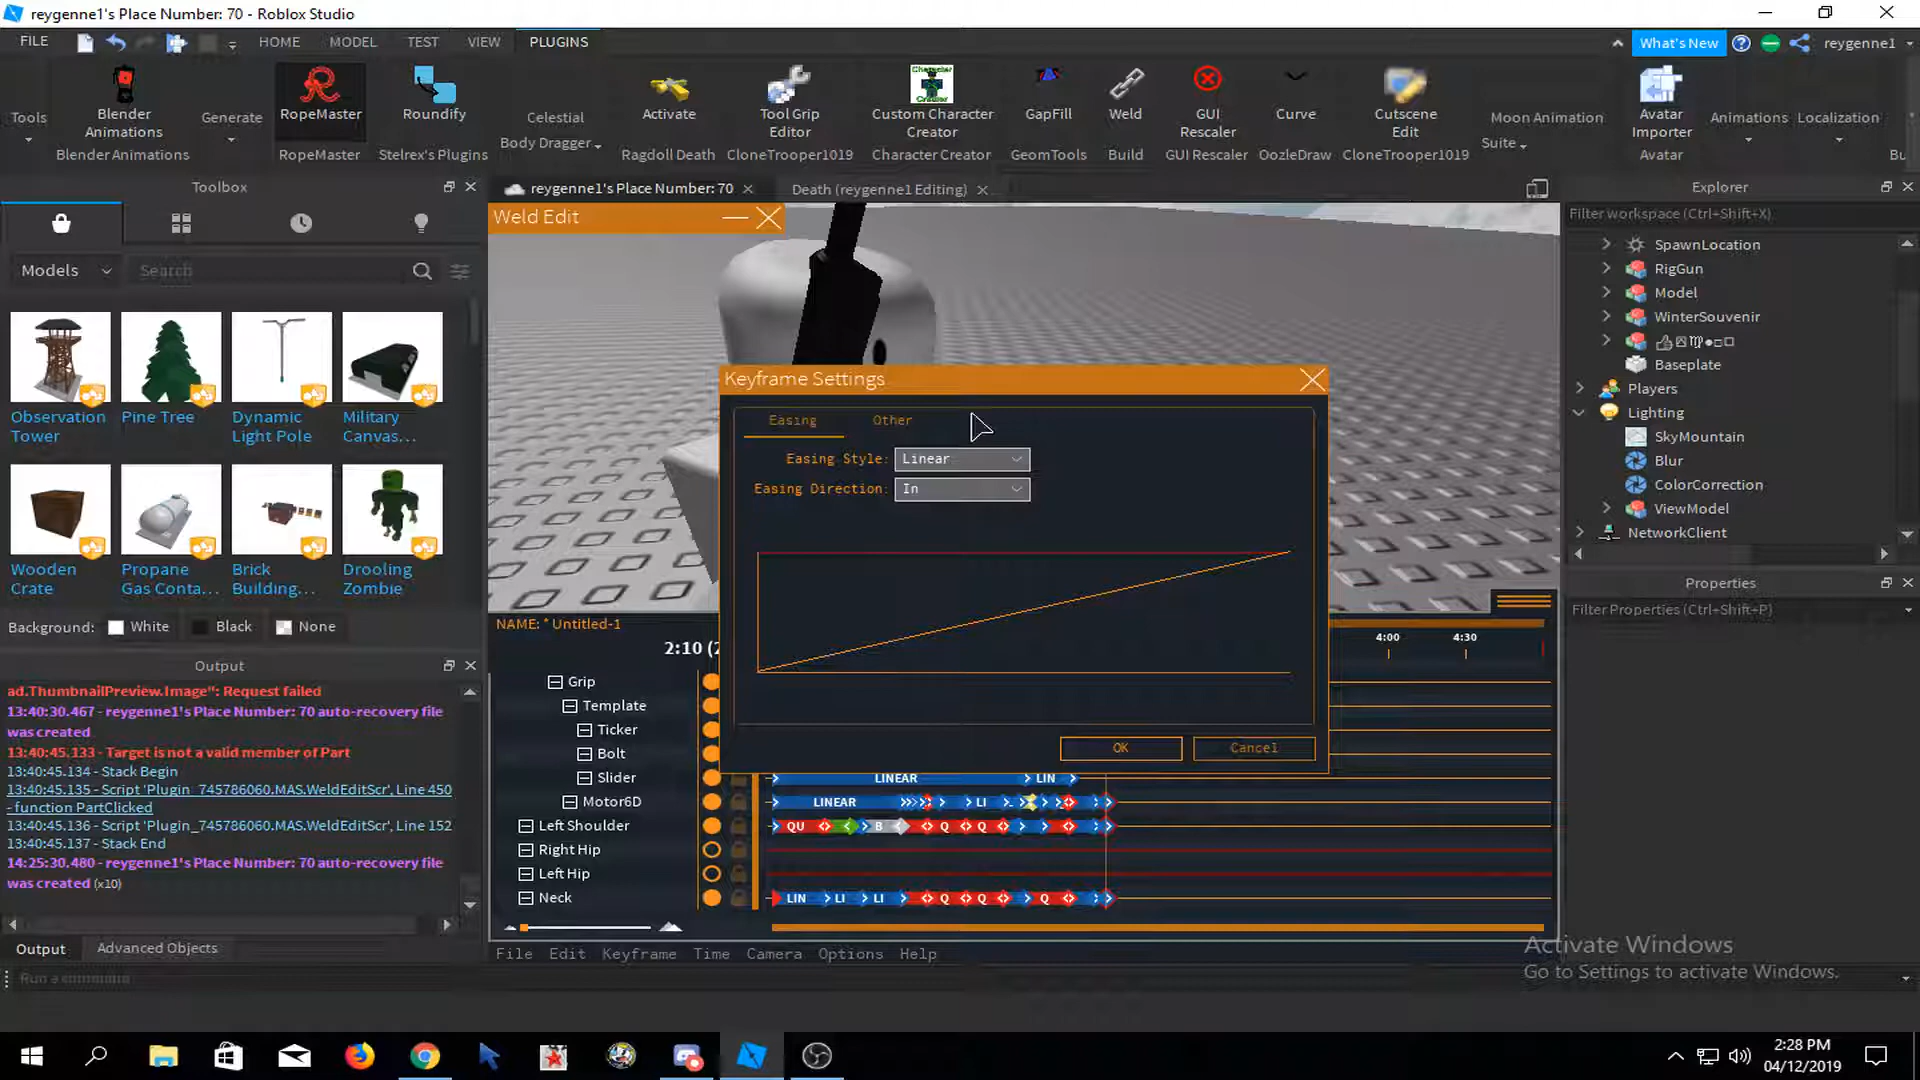 reygenne1's Place Number: 70 - Roblox Studio
FILE HOME MODEL TEST VIEW PLUGINS What's New reygenne1
Tools
Blender Animations
Blender Animations
Generate
RopeMaster
RopeMaster
Roundify
Stelrex's Plugins
Celestial Body Dragger
Activate
Ragdoll Death
Tool Grip Editor
CloneTrooper1019
Custom Character Creator
Character Creator
GapFill
GeomTools
Weld
Build
GUI Rescaler
GUI Rescaler
Curve
OozleDraw
Cutscene Edit
CloneTrooper1019
Moon Animation Suite
Avatar Importer
Avatar
Animations
Localization
Bu
Toolbox
Models
Search
Observation Tower
Pine Tree
Dynamic Light Pole
Military Canvas...
Wooden Crate
Propane Gas Conta...
Brick Building...
Drooling Zombie
Background: White Black None
Output
ad.ThumbnailPreview.Image": Request failed
13:40:30.467 - reygenne1's Place Number: 70 auto-recovery file
was created
13:40:45.133 - Target is not a valid member of Part
13:40:45.134 - Stack Begin
13:40:45.135 - Script 'Plugin_745786060.MAS.WeldEditScr', Line 450
- function PartClicked
13:40:45.136 - Script 'Plugin_745786060.MAS.WeldEditScr', Line 152
13:40:45.137 - Stack End
14:25:30.480 - reygenne1's Place Number: 70 auto-recovery file
was created (x10)
Output Advanced Objects
Run a command
reygenne1's Place Number: 70
Death (reygenne1 Editing)
Weld Edit
Keyframe Settings
Easing Other
Easing Style: Linear
Easing Direction: In
OK Cancel
NAME: * Untitled-1
2:10 (2
4:00 4:30
Grip
Template
Ticker
Bolt
Slider LINEAR LIN
Motor6D LINEAR LI
Left Shoulder QU B Q Q
Right Hip
Left Hip
Neck LIN LI LI Q Q Q
File Edit Keyframe Time Camera Options Help
Explorer
Filter workspace (Ctrl+Shift+X)
SpawnLocation
RigGun
Model
WinterSouvenir
Baseplate
Players
Lighting
SkyMountain
Blur
ColorCorrection
ViewModel
NetworkClient
Properties
Filter Properties (Ctrl+Shift+P)
Activate Windows
Go to Settings to activate Windows.
2:28 PM
04/12/2019